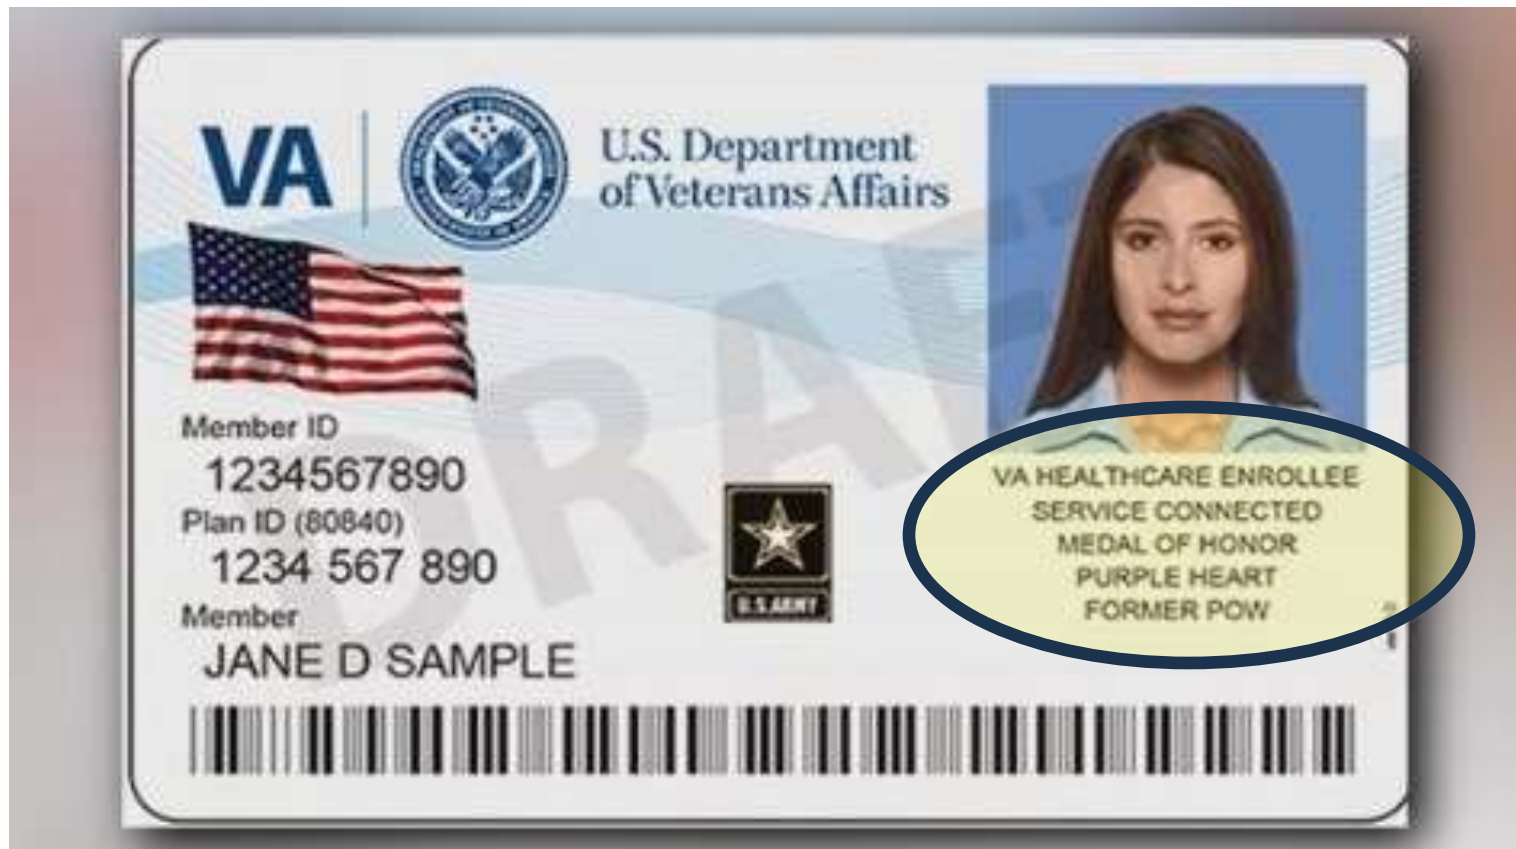 VA
U.S. Department
of Veterans Affairs
DRAFT
Member ID
1234567890
Plan ID (80840)
1234 567 890
Member
JANE D SAMPLE
U.S.ARMY
VA HEALTHCARE ENROLLEE
SERVICE CONNECTED
MEDAL OF HONOR
PURPLE HEART
FORMER POW